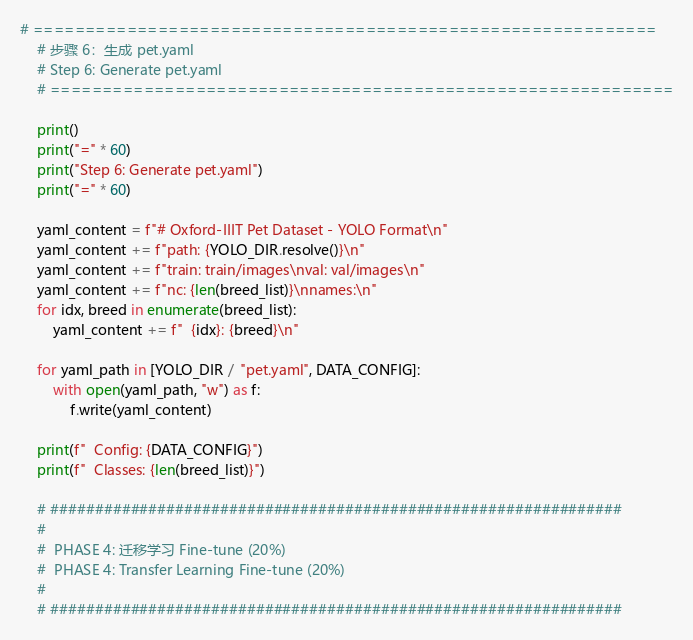 # ============================================================
    # 步骤 6：生成 pet.yaml
    # Step 6: Generate pet.yaml
    # ============================================================

    print()
    print("=" * 60)
    print("Step 6: Generate pet.yaml")
    print("=" * 60)

    yaml_content = f"# Oxford-IIIT Pet Dataset - YOLO Format\n"
    yaml_content += f"path: {YOLO_DIR.resolve()}\n"
    yaml_content += f"train: train/images\nval: val/images\n"
    yaml_content += f"nc: {len(breed_list)}\nnames:\n"
    for idx, breed in enumerate(breed_list):
        yaml_content += f"  {idx}: {breed}\n"

    for yaml_path in [YOLO_DIR / "pet.yaml", DATA_CONFIG]:
        with open(yaml_path, "w") as f:
            f.write(yaml_content)

    print(f"  Config: {DATA_CONFIG}")
    print(f"  Classes: {len(breed_list)}")

    # ################################################################
    #
    #  PHASE 4: 迁移学习 Fine-tune (20%)
    #  PHASE 4: Transfer Learning Fine-tune (20%)
    #
    # ################################################################